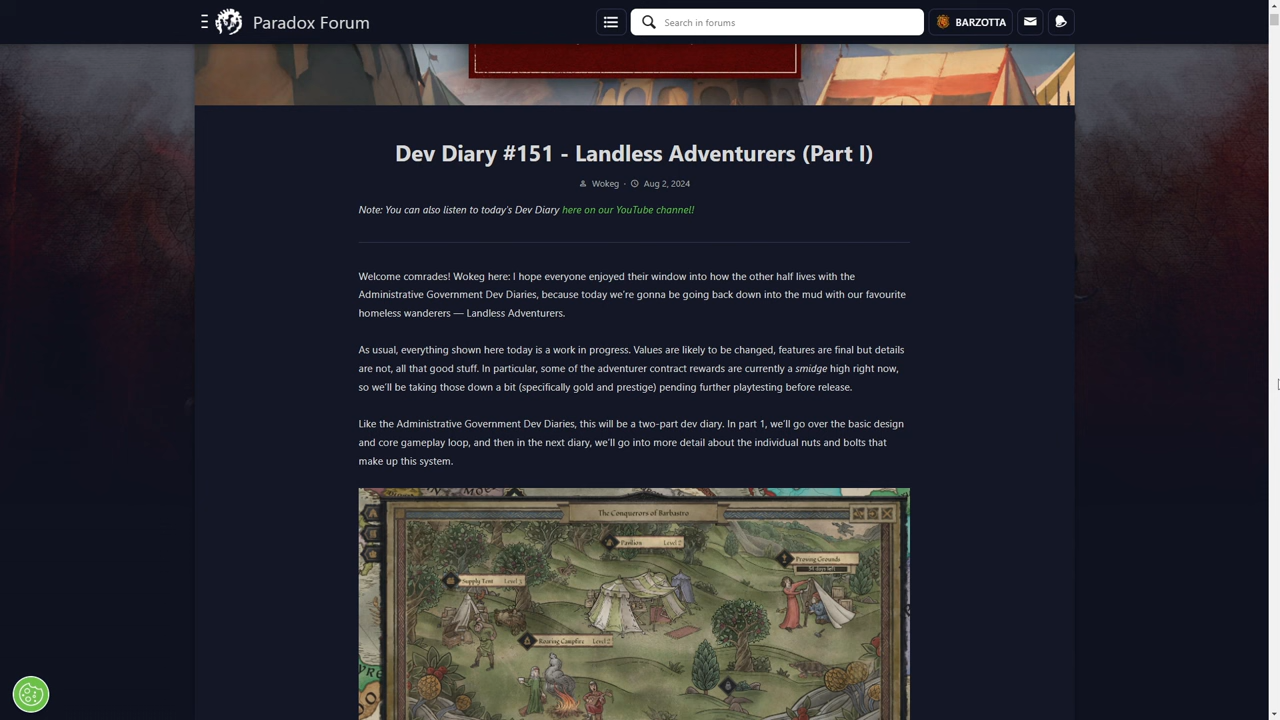 Paradox Forum
Search in forums
BARZOTTA
Dev Diary #151 - Landless Adventurers (Part I)
Wokeg · Aug 2, 2024
Note: You can also listen to today's Dev Diary here on our YouTube channel!
Welcome comrades! Wokeg here: I hope everyone enjoyed their window into how the other half lives with the
Administrative Government Dev Diaries, because today we're gonna be going back down into the mud with our favourite
homeless wanderers — Landless Adventurers.
As usual, everything shown here today is a work in progress. Values are likely to be changed, features are final but details
are not, all that good stuff. In particular, some of the adventurer contract rewards are currently a smidge high right now,
so we'll be taking those down a bit (specifically gold and prestige) pending further playtesting before release.
Like the Administrative Government Dev Diaries, this will be a two-part dev diary. In part 1, we'll go over the basic design
and core gameplay loop, and then in the next diary, we'll go into more detail about the individual nuts and bolts that
make up this system.
The Conquerors of Barbastro
Pavilion Level 2
Proving Grounds
Supply Tent Level 3
Roaring Campfire Level 2